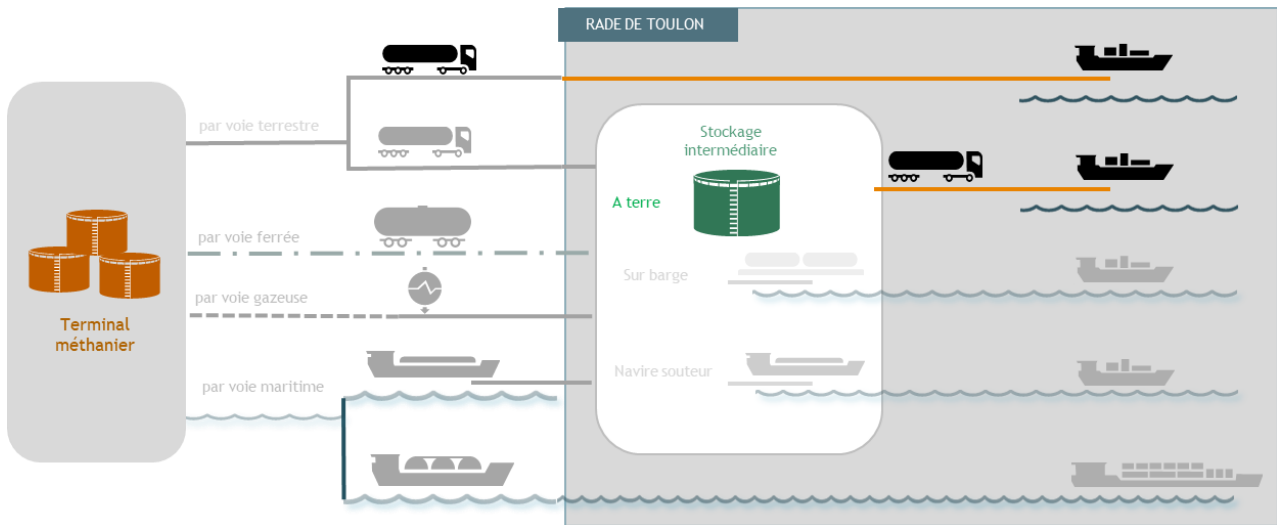 RADE DE TOULON
par voie terrestre
Stockage
intermédiaire
A terre
par voie ferrée
Sur barge
par voie gazeuse
Terminal
méthanier
Navire souteur
par voie maritime